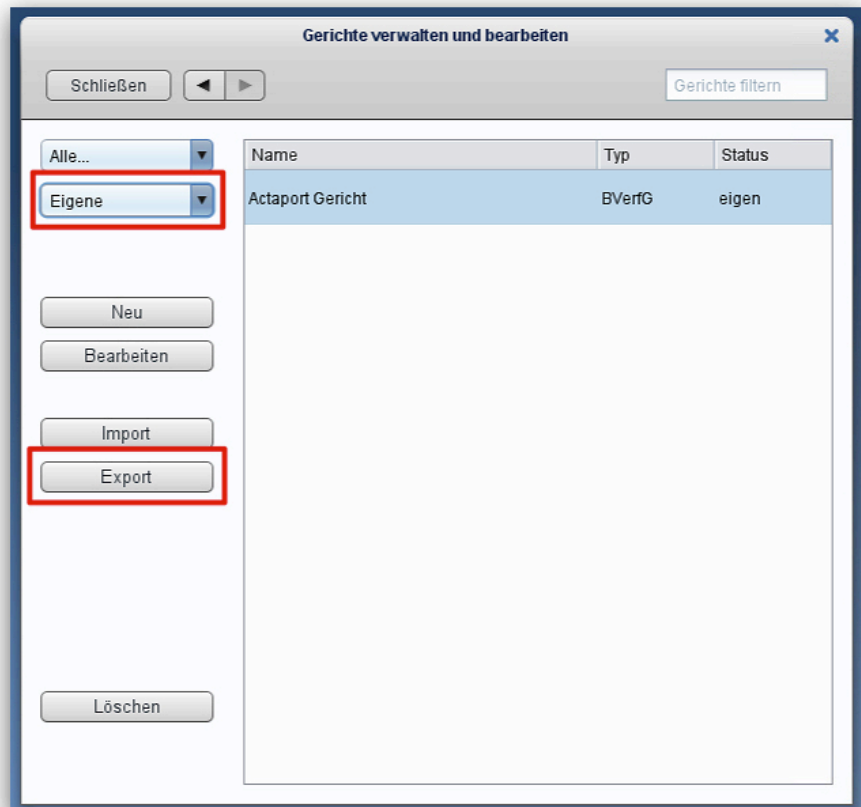 Gerichte verwalten und bearbeiten
Schließen
Gerichte filtern
Alle...
Name Typ Status
Eigene
Actaport Gericht BVerfG eigen
Neu
Bearbeiten
Import
Export
Löschen